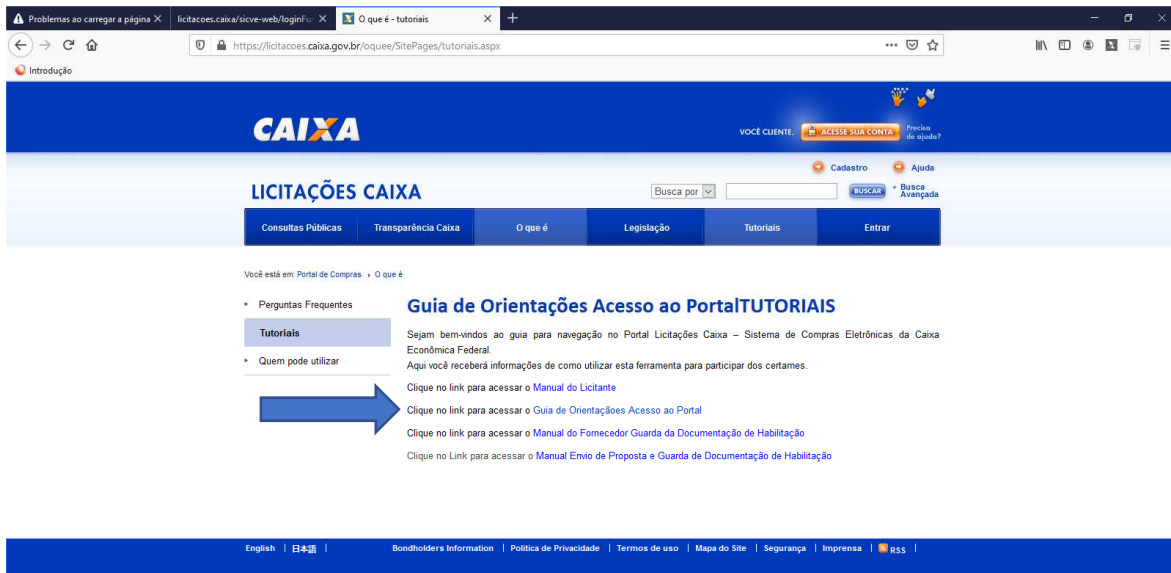 Problemas ao carregar a página
licitacoes.caixa/sicve-web/loginFu
O que é - tutoriais
https://licitacoes.caixa.gov.br/oquee/SitePages/tutoriais.aspx
Introdução
CAIXA
VOCÊ CLIENTE,
ACESSE SUA CONTA
Precisa
de ajuda?
Cadastro
Ajuda
LICITAÇÕES CAIXA
Busca por
BUSCAR
Busca
Avançada
Consultas Públicas
Transparência Caixa
O que é
Legislação
Tutoriais
Entrar
Você está em: Portal de Compras › O que é
Perguntas Frequentes
Tutoriais
Quem pode utilizar
Guia de Orientações Acesso ao PortalTUTORIAIS
Sejam bem-vindos ao guia para navegação no Portal Licitações Caixa – Sistema de Compras Eletrônicas da Caixa
Econômica Federal.
Aqui você receberá informações de como utilizar esta ferramenta para participar dos certames.
Clique no link para acessar o Manual do Licitante
Clique no link para acessar o Guia de Orientaçãoes Acesso ao Portal
Clique no link para acessar o Manual do Fornecedor Guarda da Documentação de Habilitação
Clique no Link para acessar o Manual Envio de Proposta e Guarda de Documentação de Habilitação
English | 日本語 |
Bondholders Information | Politica de Privacidade | Termos de uso | Mapa do Site | Segurança | Imprensa | RSS |